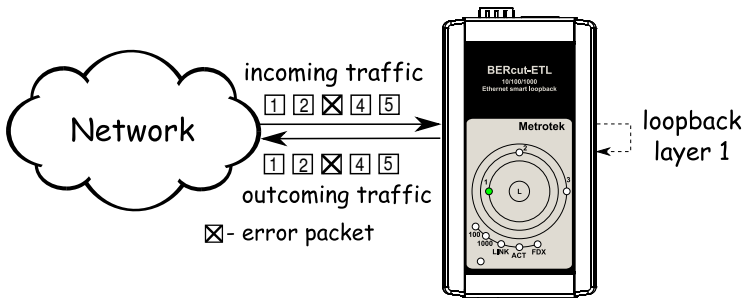 Network
incoming traffic
1 2 4 5
1 2 4 5
outcoming traffic
- error packet
BERcut-ETL
10/100/1000
Ethernet smart loopback
Metrotek
2
1
3
L
100
1000
LINK
ACT
FDX
loopback
layer 1